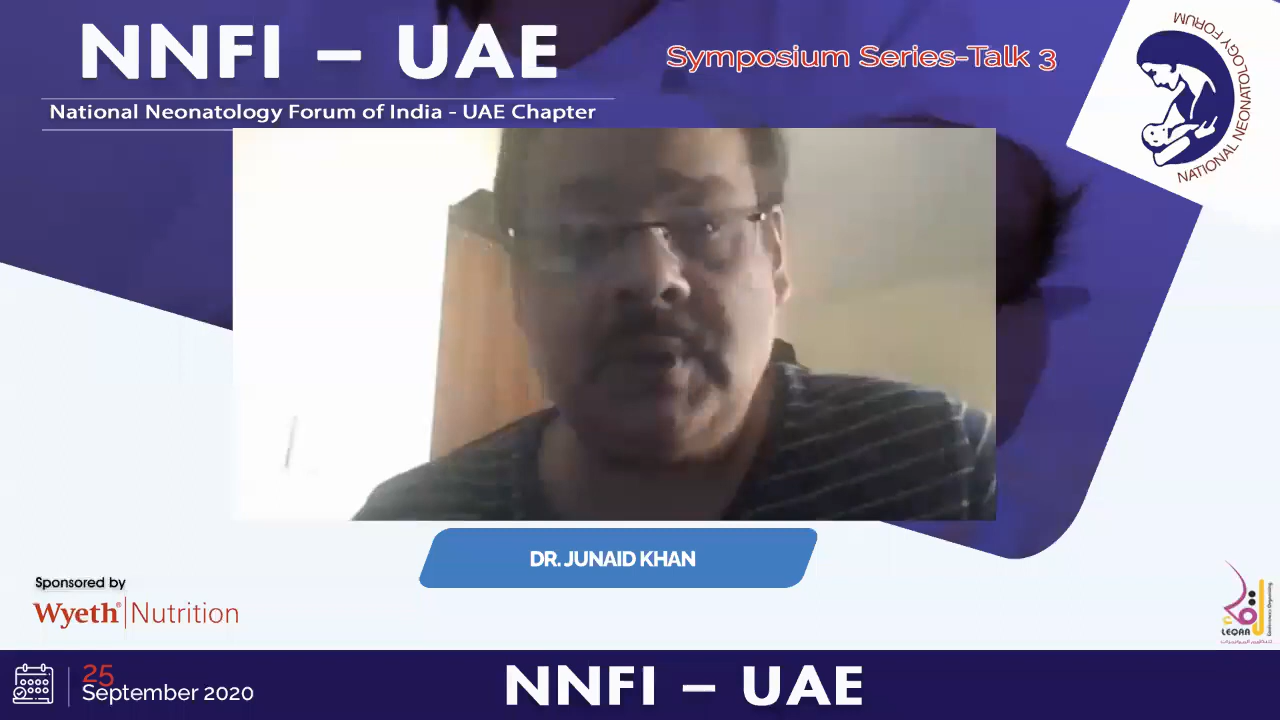 NNFI – UAE
Symposium Series-Talk 3
National Neonatology Forum of India - UAE Chapter
NATIONAL NEONATOLOGY FORUM
DR. JUNAID KHAN
Sponsored by
Wyeth® Nutrition
LEQAA
25
September 2020
NNFI – UAE